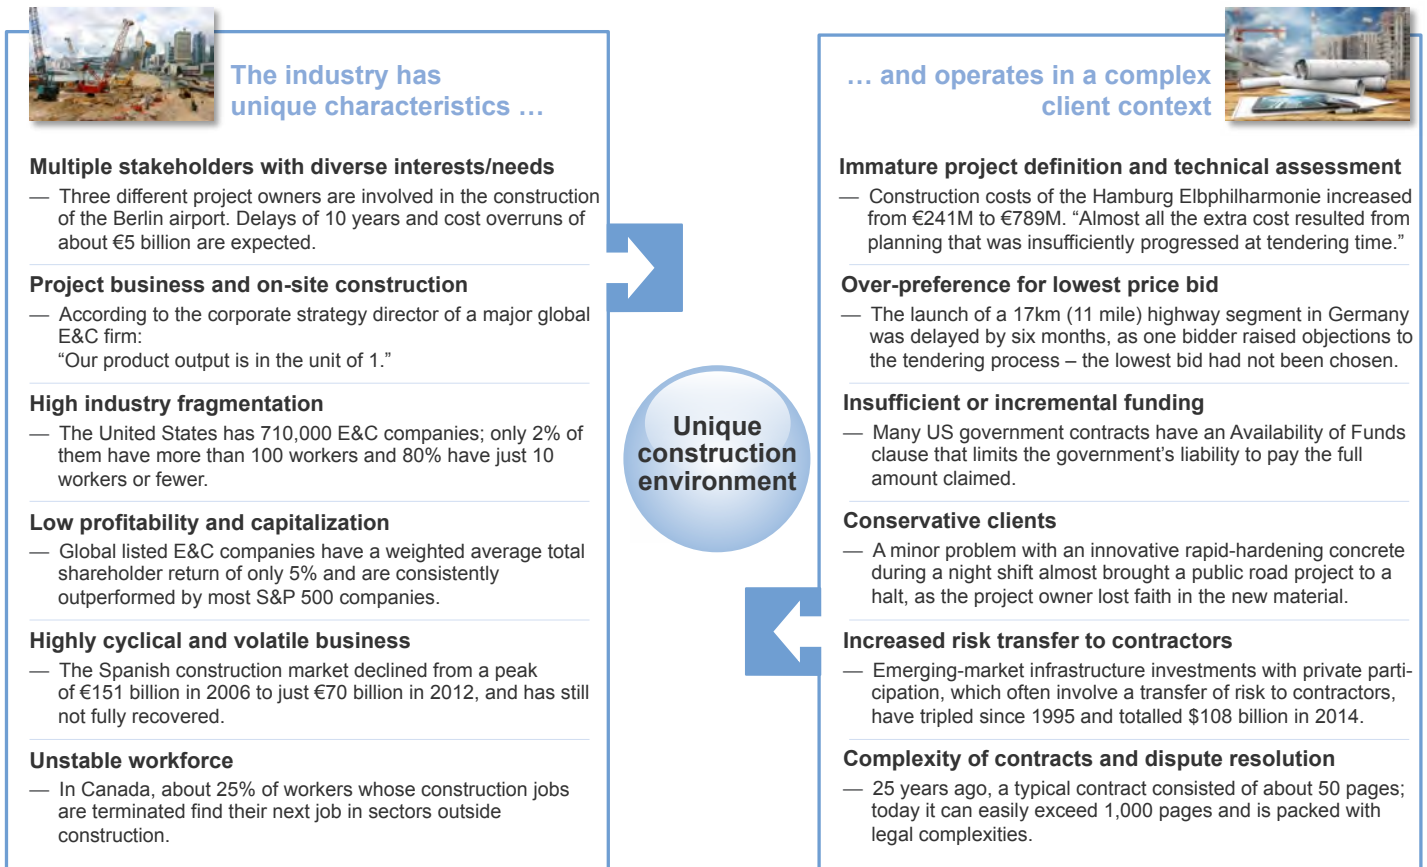 The industry has
unique characteristics …
Multiple stakeholders with diverse interests/needs
— Three different project owners are involved in the construction
of the Berlin airport. Delays of 10 years and cost overruns of
about €5 billion are expected.
Project business and on-site construction
— According to the corporate strategy director of a major global
E&C firm:
“Our product output is in the unit of 1.”
High industry fragmentation
— The United States has 710,000 E&C companies; only 2% of
them have more than 100 workers and 80% have just 10
workers or fewer.
Low profitability and capitalization
— Global listed E&C companies have a weighted average total
shareholder return of only 5% and are consistently
outperformed by most S&P 500 companies.
Highly cyclical and volatile business
— The Spanish construction market declined from a peak
of €151 billion in 2006 to just €70 billion in 2012, and has still
not fully recovered.
Unstable workforce
— In Canada, about 25% of workers whose construction jobs
are terminated find their next job in sectors outside
construction.
Unique
construction
environment
… and operates in a complex
client context
Immature project definition and technical assessment
— Construction costs of the Hamburg Elbphilharmonie increased
from €241M to €789M. “Almost all the extra cost resulted from
planning that was insufficiently progressed at tendering time.”
Over-preference for lowest price bid
— The launch of a 17km (11 mile) highway segment in Germany
was delayed by six months, as one bidder raised objections to
the tendering process – the lowest bid had not been chosen.
Insufficient or incremental funding
— Many US government contracts have an Availability of Funds
clause that limits the government’s liability to pay the full
amount claimed.
Conservative clients
— A minor problem with an innovative rapid-hardening concrete
during a night shift almost brought a public road project to a
halt, as the project owner lost faith in the new material.
Increased risk transfer to contractors
— Emerging-market infrastructure investments with private parti-
cipation, which often involve a transfer of risk to contractors,
have tripled since 1995 and totalled $108 billion in 2014.
Complexity of contracts and dispute resolution
— 25 years ago, a typical contract consisted of about 50 pages;
today it can easily exceed 1,000 pages and is packed with
legal complexities.